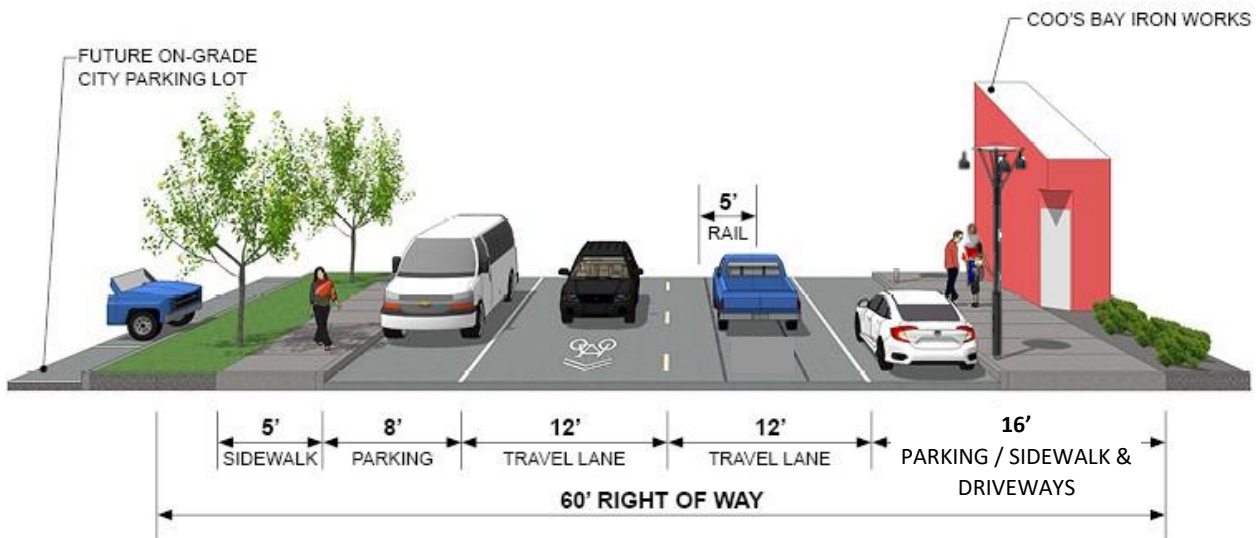 COO'S BAY IRON WORKS
FUTURE ON-GRADE
CITY PARKING LOT
5'
RAIL
5'
SIDEWALK
8'
PARKING
12'
TRAVEL LANE
12'
TRAVEL LANE
16'
PARKING / SIDEWALK &
DRIVEWAYS
60' RIGHT OF WAY